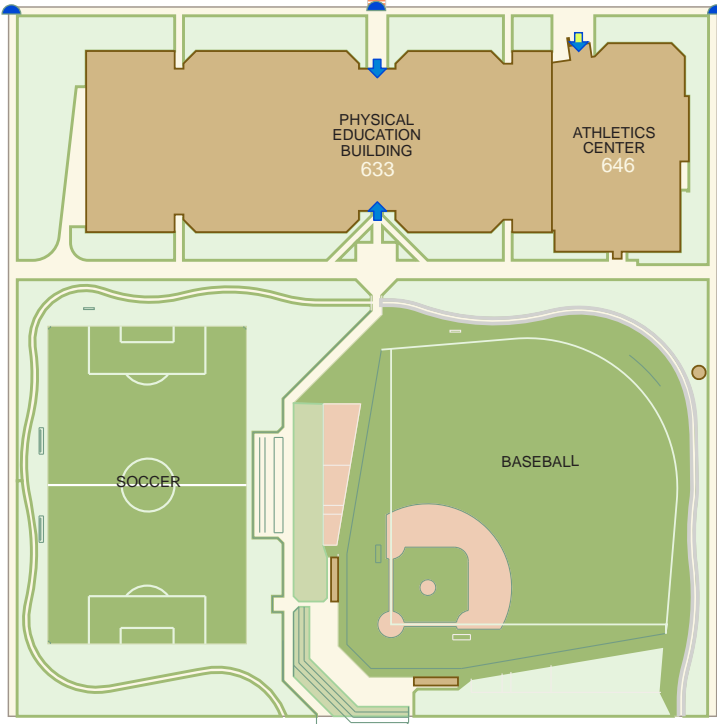 PHYSICAL
EDUCATION
BUILDING
633
ATHLETICS
CENTER
646
SOCCER
BASEBALL